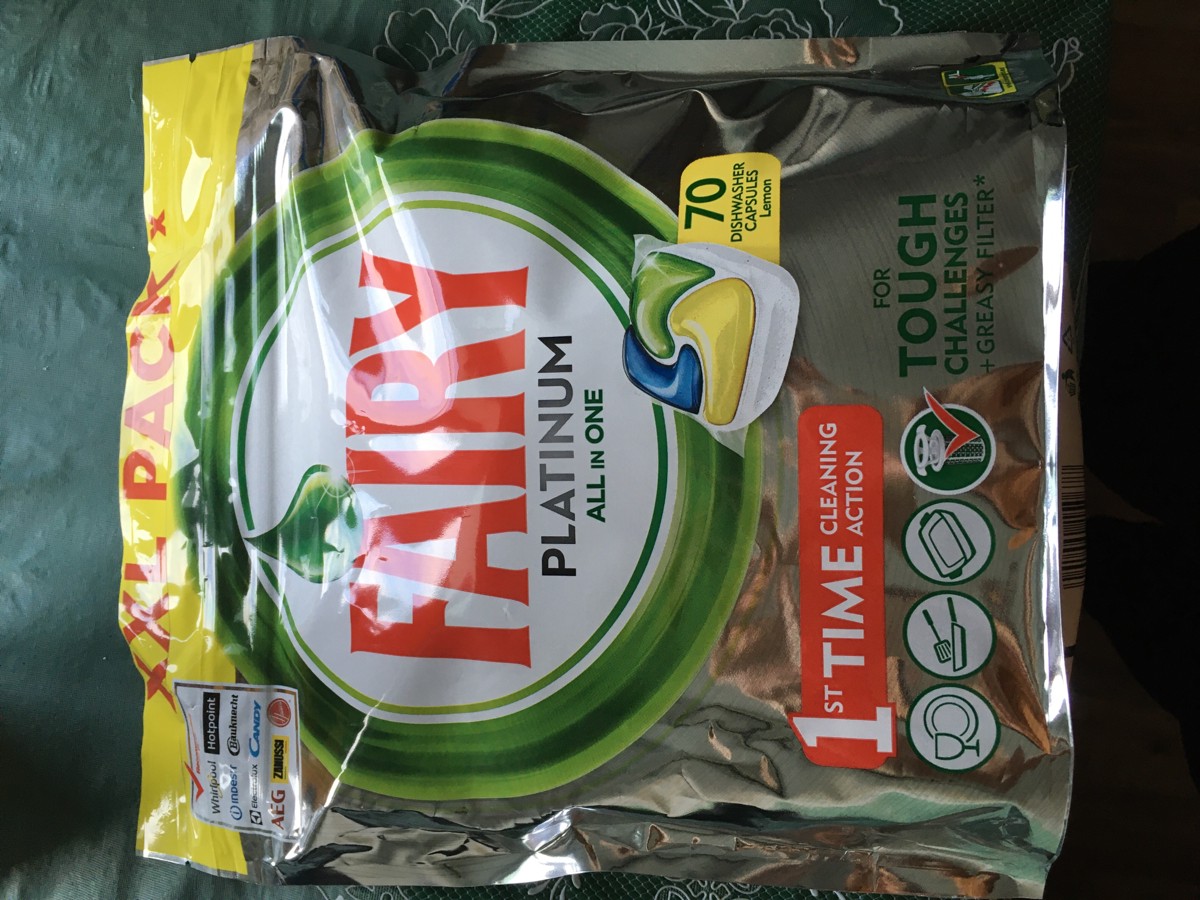 XXL PACK*
Whirlpool
Hotpoint
INDESIT
Bauknecht
Electrolux
CANDY
AEG
ZANUSSI
FAIRY
PLATINUM
ALL IN ONE
70
DISHWASHER
CAPSULES
Lemon
1ST TIME CLEANING
ACTION
FOR
TOUGH
CHALLENGES
+ GREASY FILTER*